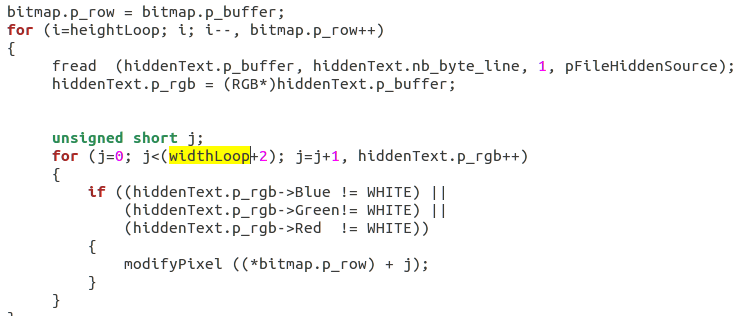 bitmap.p_row = bitmap.p_buffer;
for (i=heightLoop; i; i--, bitmap.p_row++)
{
     fread  (hiddenText.p_buffer, hiddenText.nb_byte_line, 1, pFileHiddenSource);
     hiddenText.p_rgb = (RGB*)hiddenText.p_buffer;
     unsigned short j;
     for (j=0; j<(widthLoop+2); j=j+1, hiddenText.p_rgb++)
     {
         if ((hiddenText.p_rgb->Blue != WHITE) ||
             (hiddenText.p_rgb->Green!= WHITE) ||
             (hiddenText.p_rgb->Red  != WHITE))
         {
             modifyPixel ((*bitmap.p_row) + j);
         }
     }
}